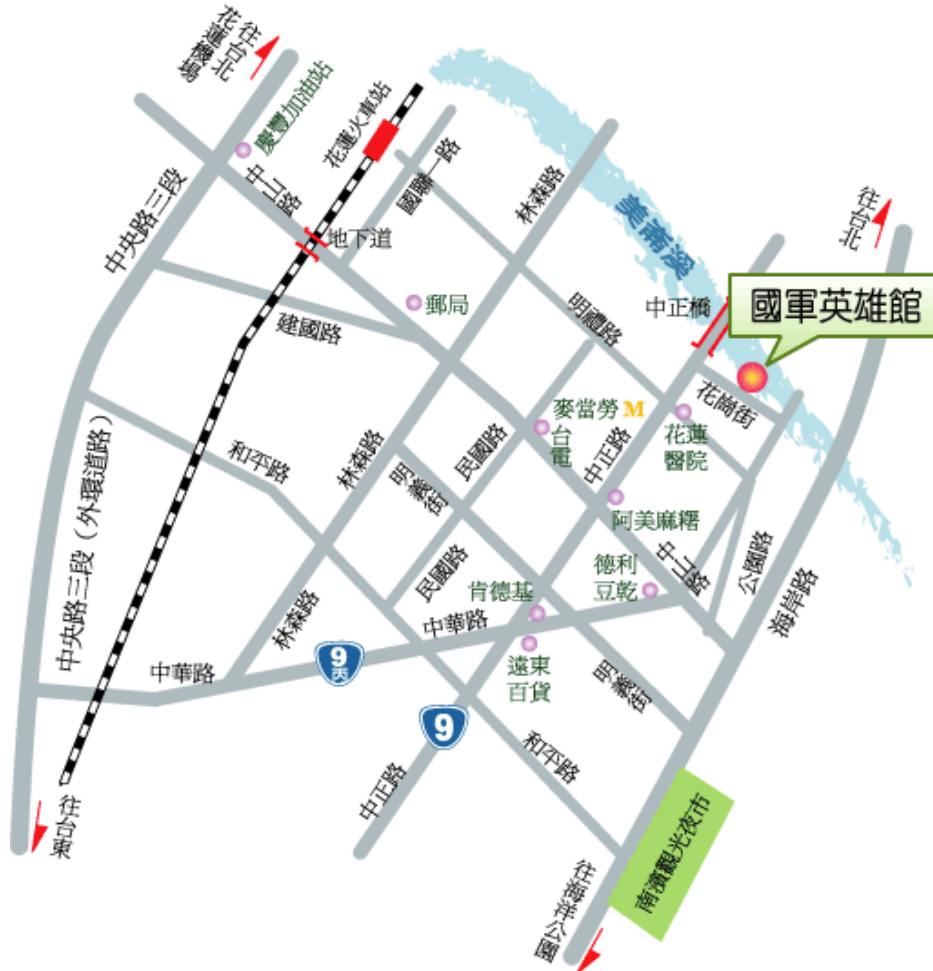 往台北
花蓮機場
慶豐加油站
花蓮火車站
中山路
國聯一路
中央路三段
地下道
林森路
美崙溪
往台北
中正橋
國軍英雄館
郵局
建國路
明禮路
花崗街
麥當勞 M
台電
花蓮
醫院
中正路
民國路
和平路
林森路
明義街
阿美麻糬
中央路三段（外環道路）
民國路
德利
豆乾
中山路
公園路
海岸路
肯德基
中華路
林森路
9
丙
中華路
遠東
百貨
明義街
9
和平路
中正路
往台東
南濱觀光夜市
往海洋公園